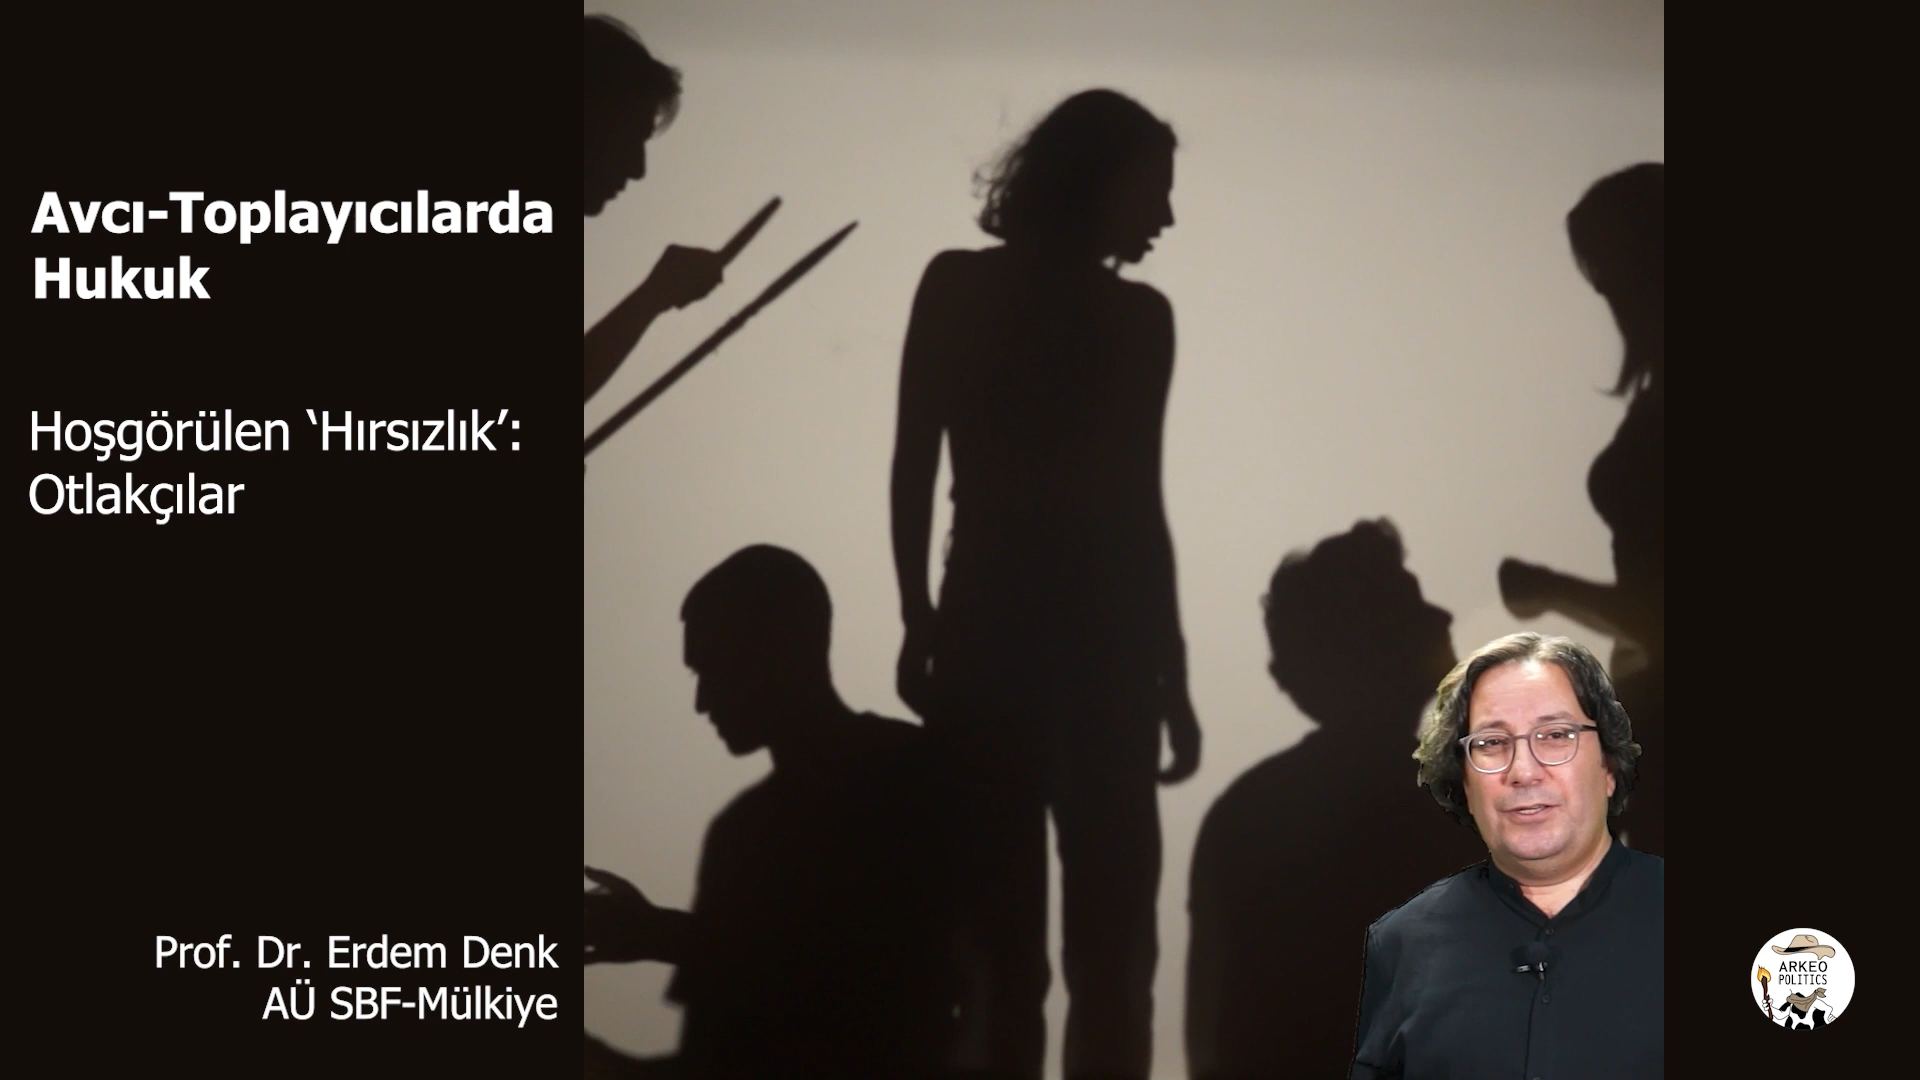 Avcı-Toplayıcılarda
Hukuk
Hoşgörülen ‘Hırsızlık’:
Otlakçılar
Prof. Dr. Erdem Denk
AÜ SBF-Mülkiye
ARKEO
POLITICS